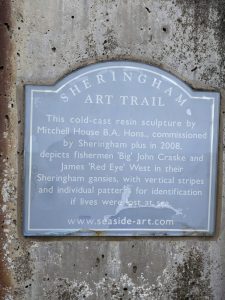 SHERINGHAM
ART TRAIL
This cold-cast resin sculpture by
Mitchell House B.A. Hons., commissioned
by Sheringham plus in 2008,
depicts fishermen 'Big' John Craske and
James 'Red Eye' West in their
Sheringham gansies, with vertical stripes
and individual patterns for identification
if lives were lost at sea
www.seaside-art.com